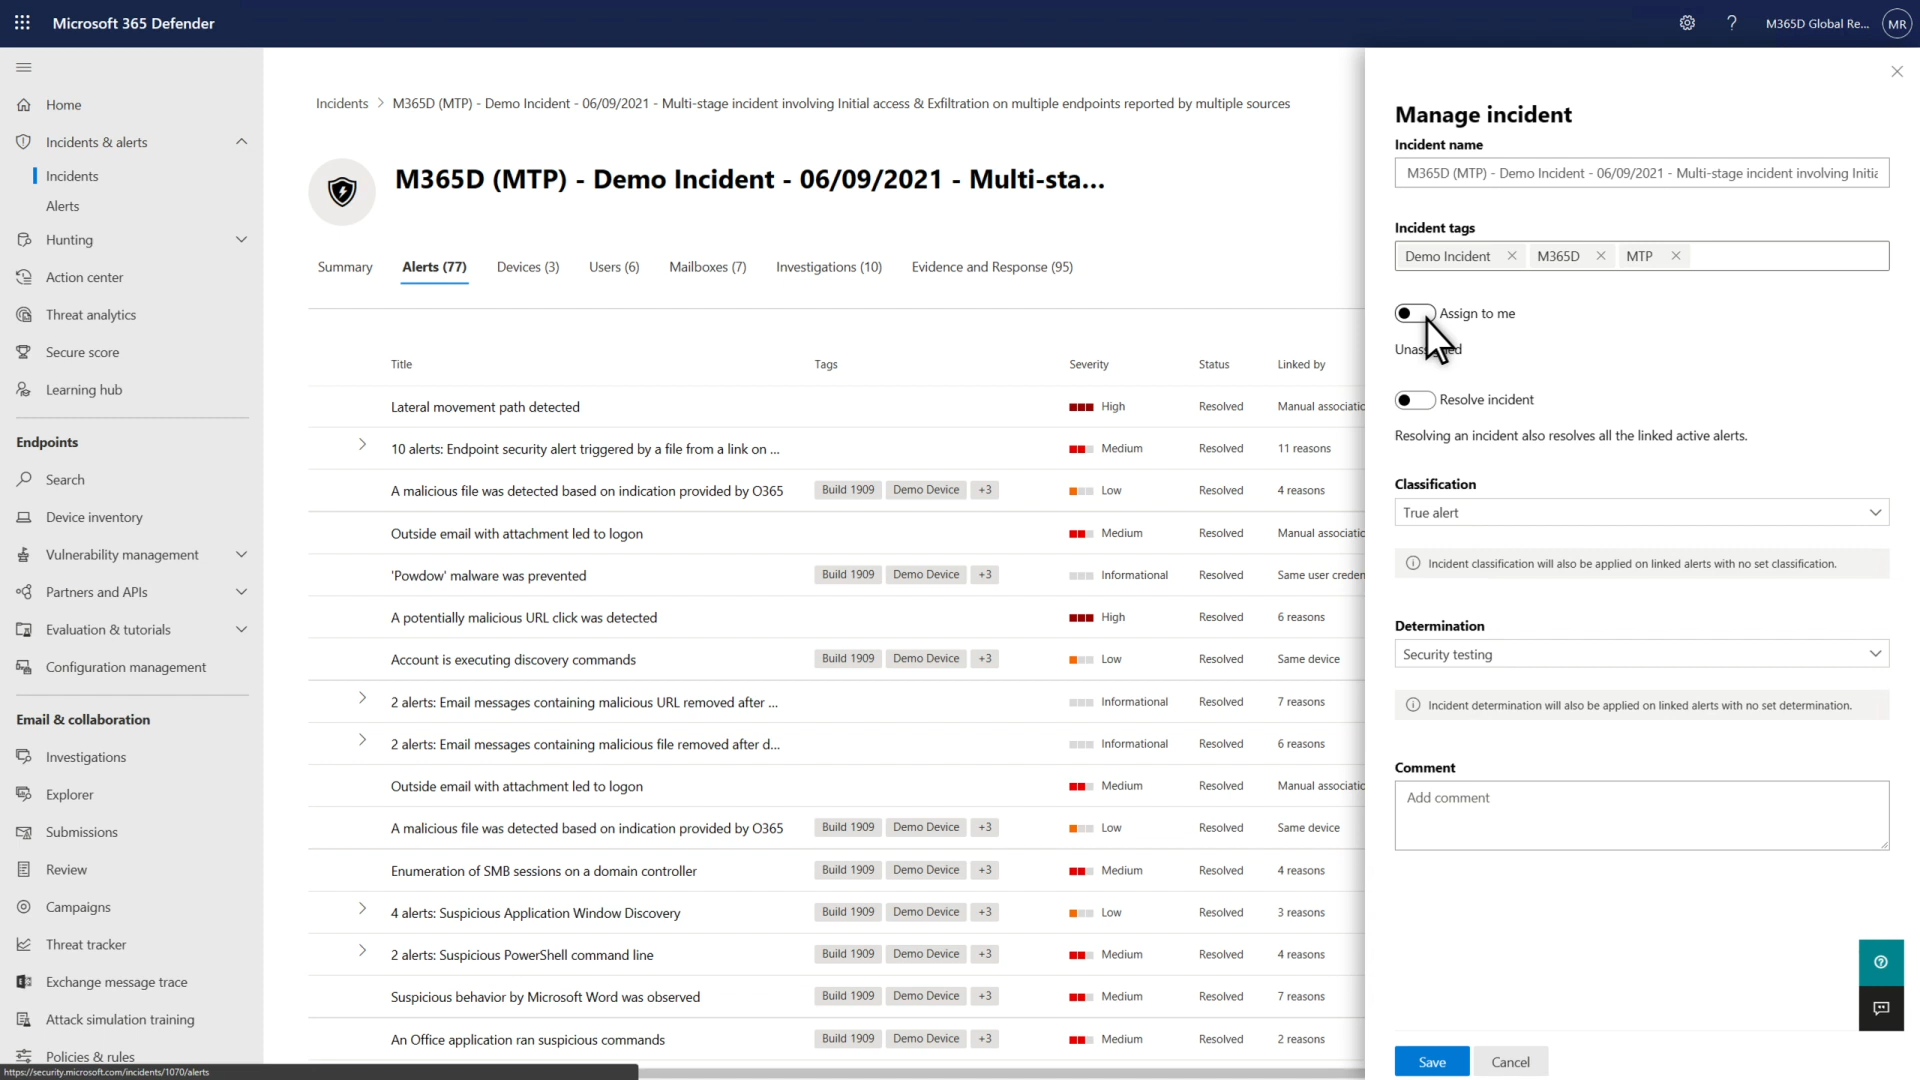 Microsoft 365 Defender
M365D Global Re...
MR
Home
Incidents & alerts
Incidents
Alerts
Hunting
Action center
Threat analytics
Secure score
Learning hub
Endpoints
Search
Device inventory
Vulnerability management
Partners and APIs
Evaluation & tutorials
Configuration management
Email & collaboration
Investigations
Explorer
Submissions
Review
Campaigns
Threat tracker
Exchange message trace
Attack simulation training
Policies & rules
https://security.microsoft.com/incidents/1070/alerts
Incidents > M365D (MTP) - Demo Incident - 06/09/2021 - Multi-stage incident involving Initial access & Exfiltration on multiple endpoints reported by multiple sources
M365D (MTP) - Demo Incident - 06/09/2021 - Multi-sta...
Summary Alerts (77) Devices (3) Users (6) Mailboxes (7) Investigations (10) Evidence and Response (95)
Title Tags Severity Status Linked by
Lateral movement path detected High Resolved Manual associatio
10 alerts: Endpoint security alert triggered by a file from a link on ... Medium Resolved 11 reasons
A malicious file was detected based on indication provided by O365 Build 1909 Demo Device +3 Low Resolved 4 reasons
Outside email with attachment led to logon Medium Resolved Manual associatio
'Powdow' malware was prevented Build 1909 Demo Device +3 Informational Resolved Same user creden
A potentially malicious URL click was detected High Resolved 6 reasons
Account is executing discovery commands Build 1909 Demo Device +3 Low Resolved Same device
2 alerts: Email messages containing malicious URL removed after ... Informational Resolved 7 reasons
2 alerts: Email messages containing malicious file removed after d... Informational Resolved 6 reasons
Outside email with attachment led to logon Medium Resolved Manual associatio
A malicious file was detected based on indication provided by O365 Build 1909 Demo Device +3 Low Resolved Same device
Enumeration of SMB sessions on a domain controller Build 1909 Demo Device +3 Medium Resolved 4 reasons
4 alerts: Suspicious Application Window Discovery Build 1909 Demo Device +3 Low Resolved 3 reasons
2 alerts: Suspicious PowerShell command line Build 1909 Demo Device +3 Medium Resolved 4 reasons
Suspicious behavior by Microsoft Word was observed Build 1909 Demo Device +3 Medium Resolved 7 reasons
An Office application ran suspicious commands Build 1909 Demo Device +3 Medium Resolved 2 reasons
Manage incident
Incident name
M365D (MTP) - Demo Incident - 06/09/2021 - Multi-stage incident involving Initia
Incident tags
Demo Incident M365D MTP
Assign to me
Resolve incident
Resolving an incident also resolves all the linked active alerts.
Classification
True alert
Incident classification will also be applied on linked alerts with no set classification.
Determination
Security testing
Incident determination will also be applied on linked alerts with no set determination.
Comment
Add comment
Save Cancel